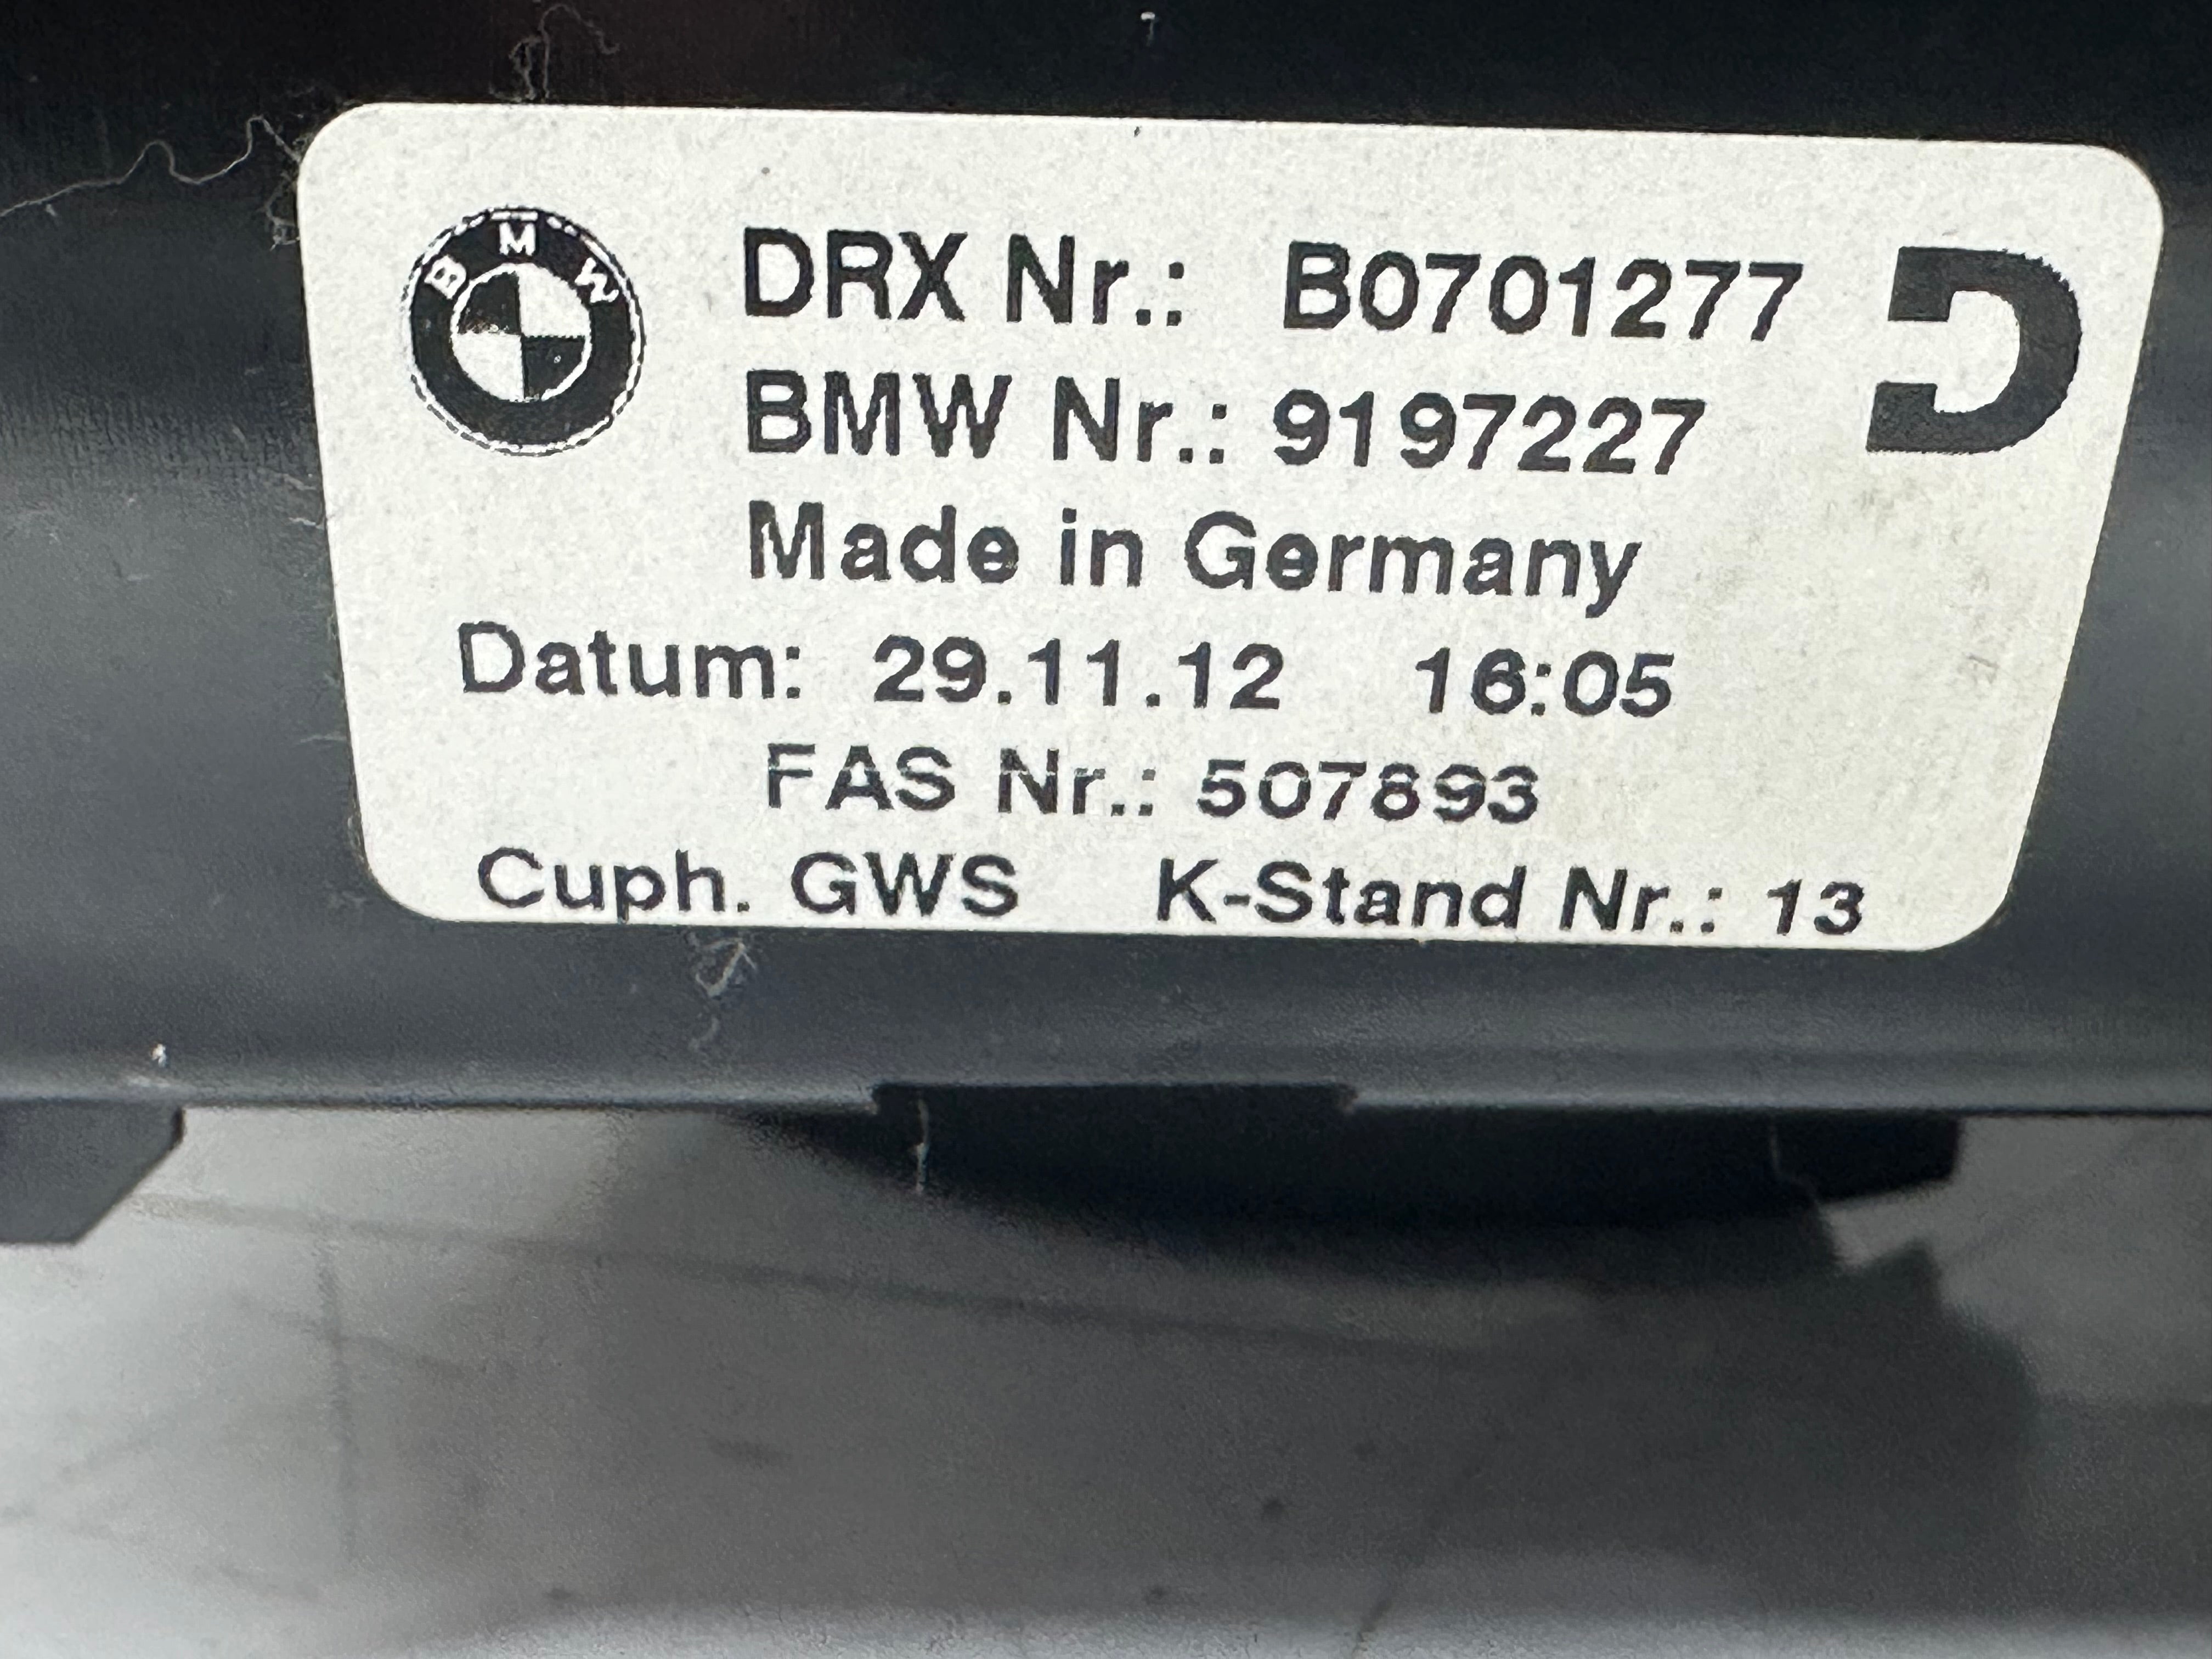 BMW
DRX Nr.: B0701277
BMW Nr.: 9197227
Made in Germany
Datum: 29.11.12 16:05
FAS Nr.: 507893
Cuph. GWS K-Stand Nr.: 13